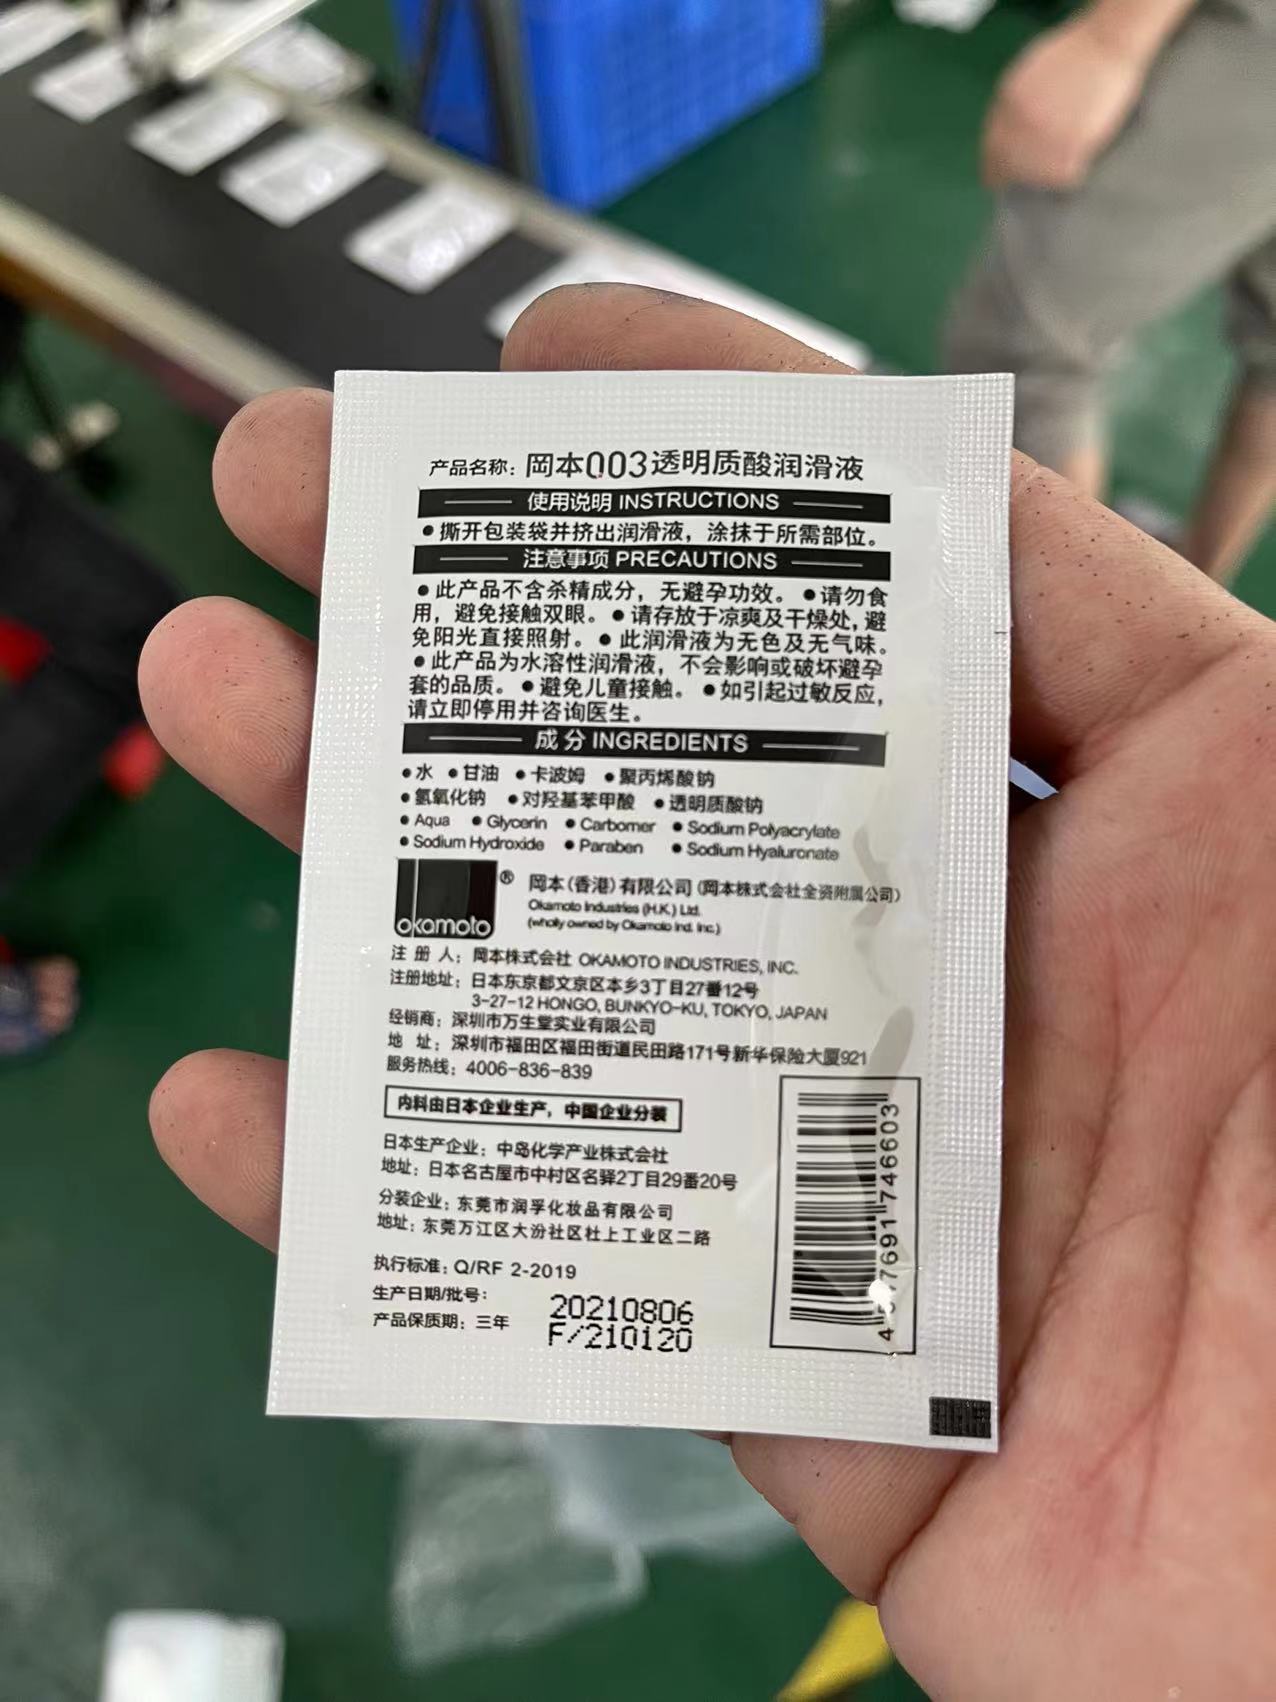 产品名称：岡本003透明质酸润滑液
使用说明 INSTRUCTIONS
●撕开包装袋并挤出润滑液，涂抹于所需部位。
注意事项 PRECAUTIONS
●此产品不含杀精成分，无避孕功效。●请勿食
用，避免接触双眼。●请存放于凉爽及干燥处，避
免阳光直接照射。●此润滑液为无色及无气味。
●此产品为水溶性润滑液，不会影响或破坏避孕
套的品质。●避免儿童接触。●如引起过敏反应，
请立即停用并咨询医生。
成分 INGREDIENTS
●水 ●甘油 ●卡波姆 ●聚丙烯酸钠
●氢氧化钠 ●对羟基苯甲酸 ●透明质酸钠
●Aqua ●Glycerin ●Carbomer ●Sodium Polyacrylate
●Sodium Hydroxide ●Paraben ●Sodium Hyaluronate
okamoto®
岡本（香港）有限公司（岡本株式会社全资附属公司）
Okamoto Industries (H.K.) Ltd.
(wholly owned by Okamoto Ind. Inc.)
注 册 人：岡本株式会社 OKAMOTO INDUSTRIES, INC.
注册地址：日本东京都文京区本乡3丁目27番12号
3-27-12 HONGO, BUNKYO-KU, TOKYO, JAPAN
经销商：深圳市万生堂实业有限公司
地 址：深圳市福田区福田街道民田路171号新华保险大厦921
服务热线：4006-836-839
内料由日本企业生产，中国企业分装
日本生产企业：中岛化学产业株式会社
地址：日本名古屋市中村区名驿2丁目29番20号
分装企业：东莞市润孚化妆品有限公司
地址：东莞万江区大汾社区杜上工业区二路
执行标准：Q/RF 2-2019
生产日期/批号：
产品保质期：三年
20210806
F/210120
746603